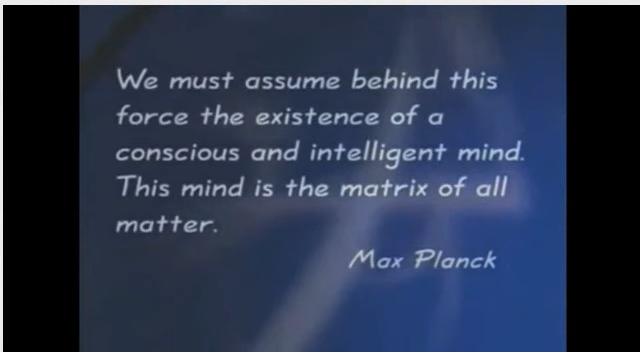 We must assume behind this
force the existence of a
conscious and intelligent mind.
This mind is the matrix of all
matter.
Max Planck